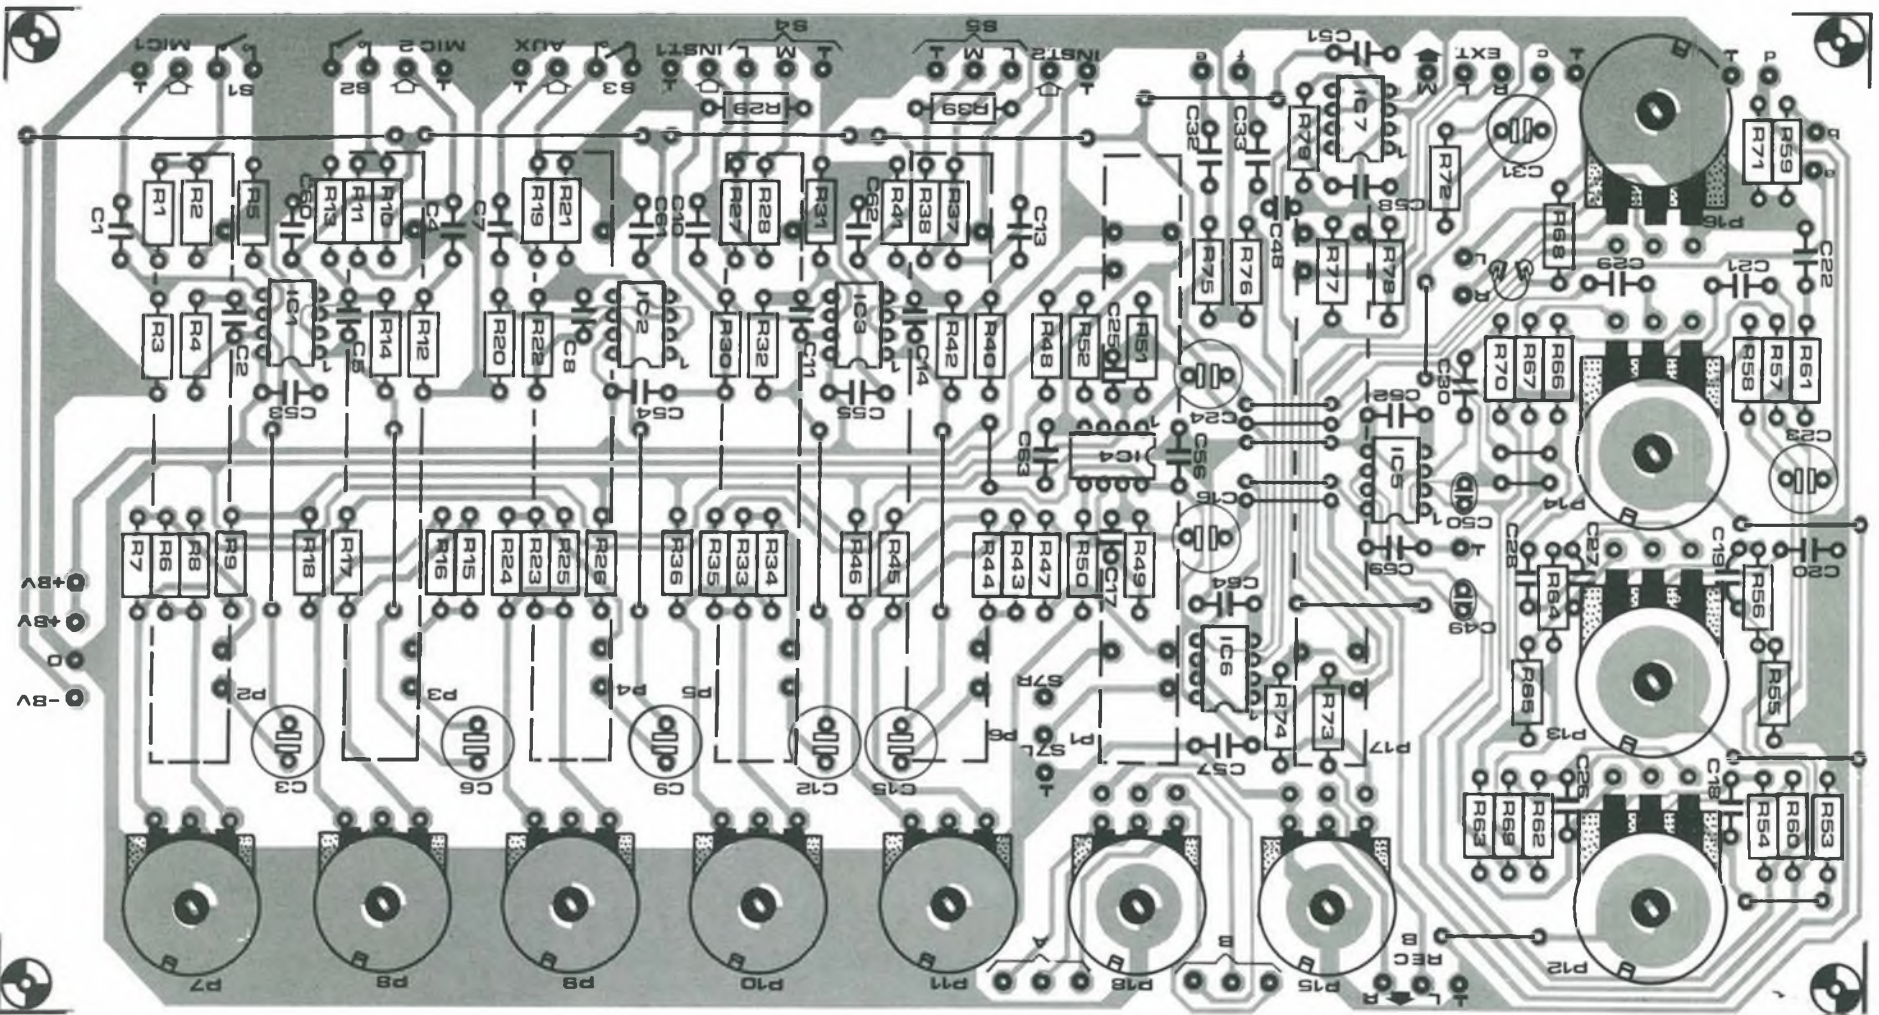 MIC1
S1
S2
MIC2
AUX
S3
INST1
L M ⊥
S4
⊥ M L
S5
INST2
e
f
C51
M
L
EXT
R
c
⊥
⊥
d
R29
R39
C32
C33
R79
IC7
R72
C31
P16
R71
R59
b
a
C1
R1
R2
R5
C60
R13
R11
R10
C4
C7
R19
R21
C61
C10
R27
R28
R31
C62
R41
R38
R37
C13
R75
R76
C48
R77
R78
C58
R68
C29
C21
C22
L
R
R3
R4
C2
IC1
C5
R14
R12
R20
R22
C8
IC2
R30
R32
C11
IC3
C14
R42
R40
R48
R52
C25
R51
C24
C30
R70
R67
R66
R58
R57
R61
C53
C54
C55
C63
IC4
1
C56
C52
IC5
C50
1
P14
C23
C16
R7
R6
R8
R9
R18
R17
R16
R15
R24
R23
R25
R26
R36
R35
R33
R34
R46
R45
R44
R43
R47
R50
C17
R49
C59
⊥
C28
R64
C27
C19
R56
C20
+8V
+8V
0
-8V
C64
IC6
C49
R65
P13
R55
P2
P3
P4
P5
P6
P1
S7R
S7L
⊥
R74
R73
P17
C57
C3
C6
C9
C12
C15
R63
R69
R62
C26
C18
R54
R60
R53
P7
P8
P9
P10
P11
A
P18
B
P15
R
L
⊥
REC
B
P12